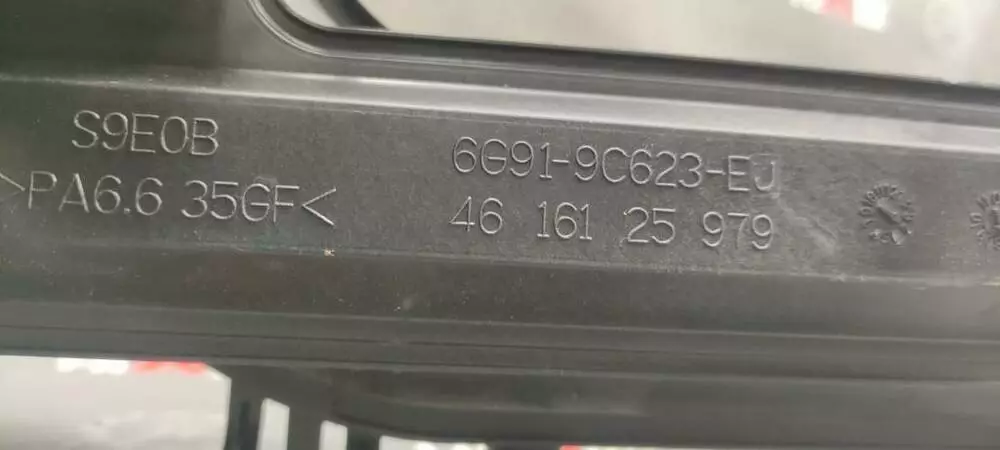 S9E0B
>PA6.6 35GF<
6G91-9C623-EJ
46 161 25 979